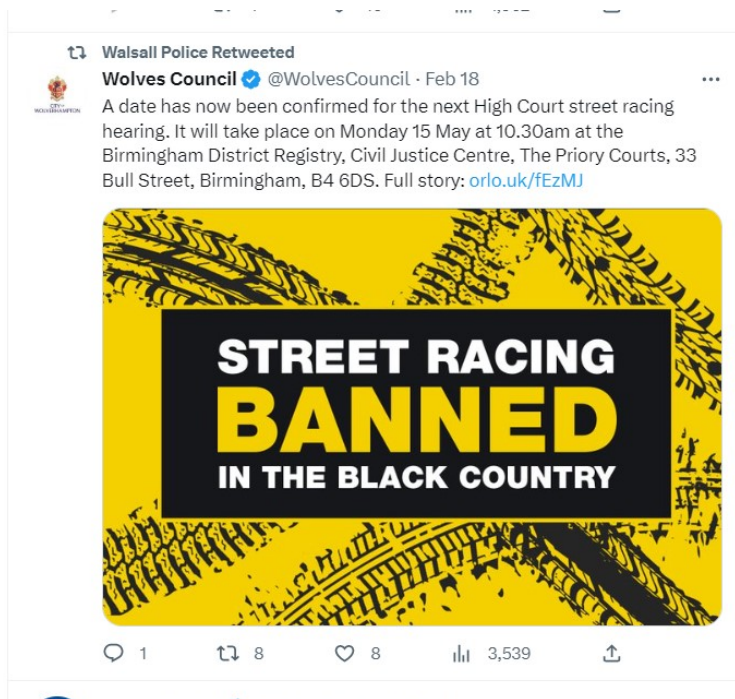 Walsall Police Retweeted
Wolves Council @WolvesCouncil · Feb 18
A date has now been confirmed for the next High Court street racing
hearing. It will take place on Monday 15 May at 10.30am at the
Birmingham District Registry, Civil Justice Centre, The Priory Courts, 33
Bull Street, Birmingham, B4 6DS. Full story: orlo.uk/fEzMJ
CITY OF
WOLVERHAMPTON
STREET RACING
BANNED
IN THE BLACK COUNTRY
1 8 8 3,539